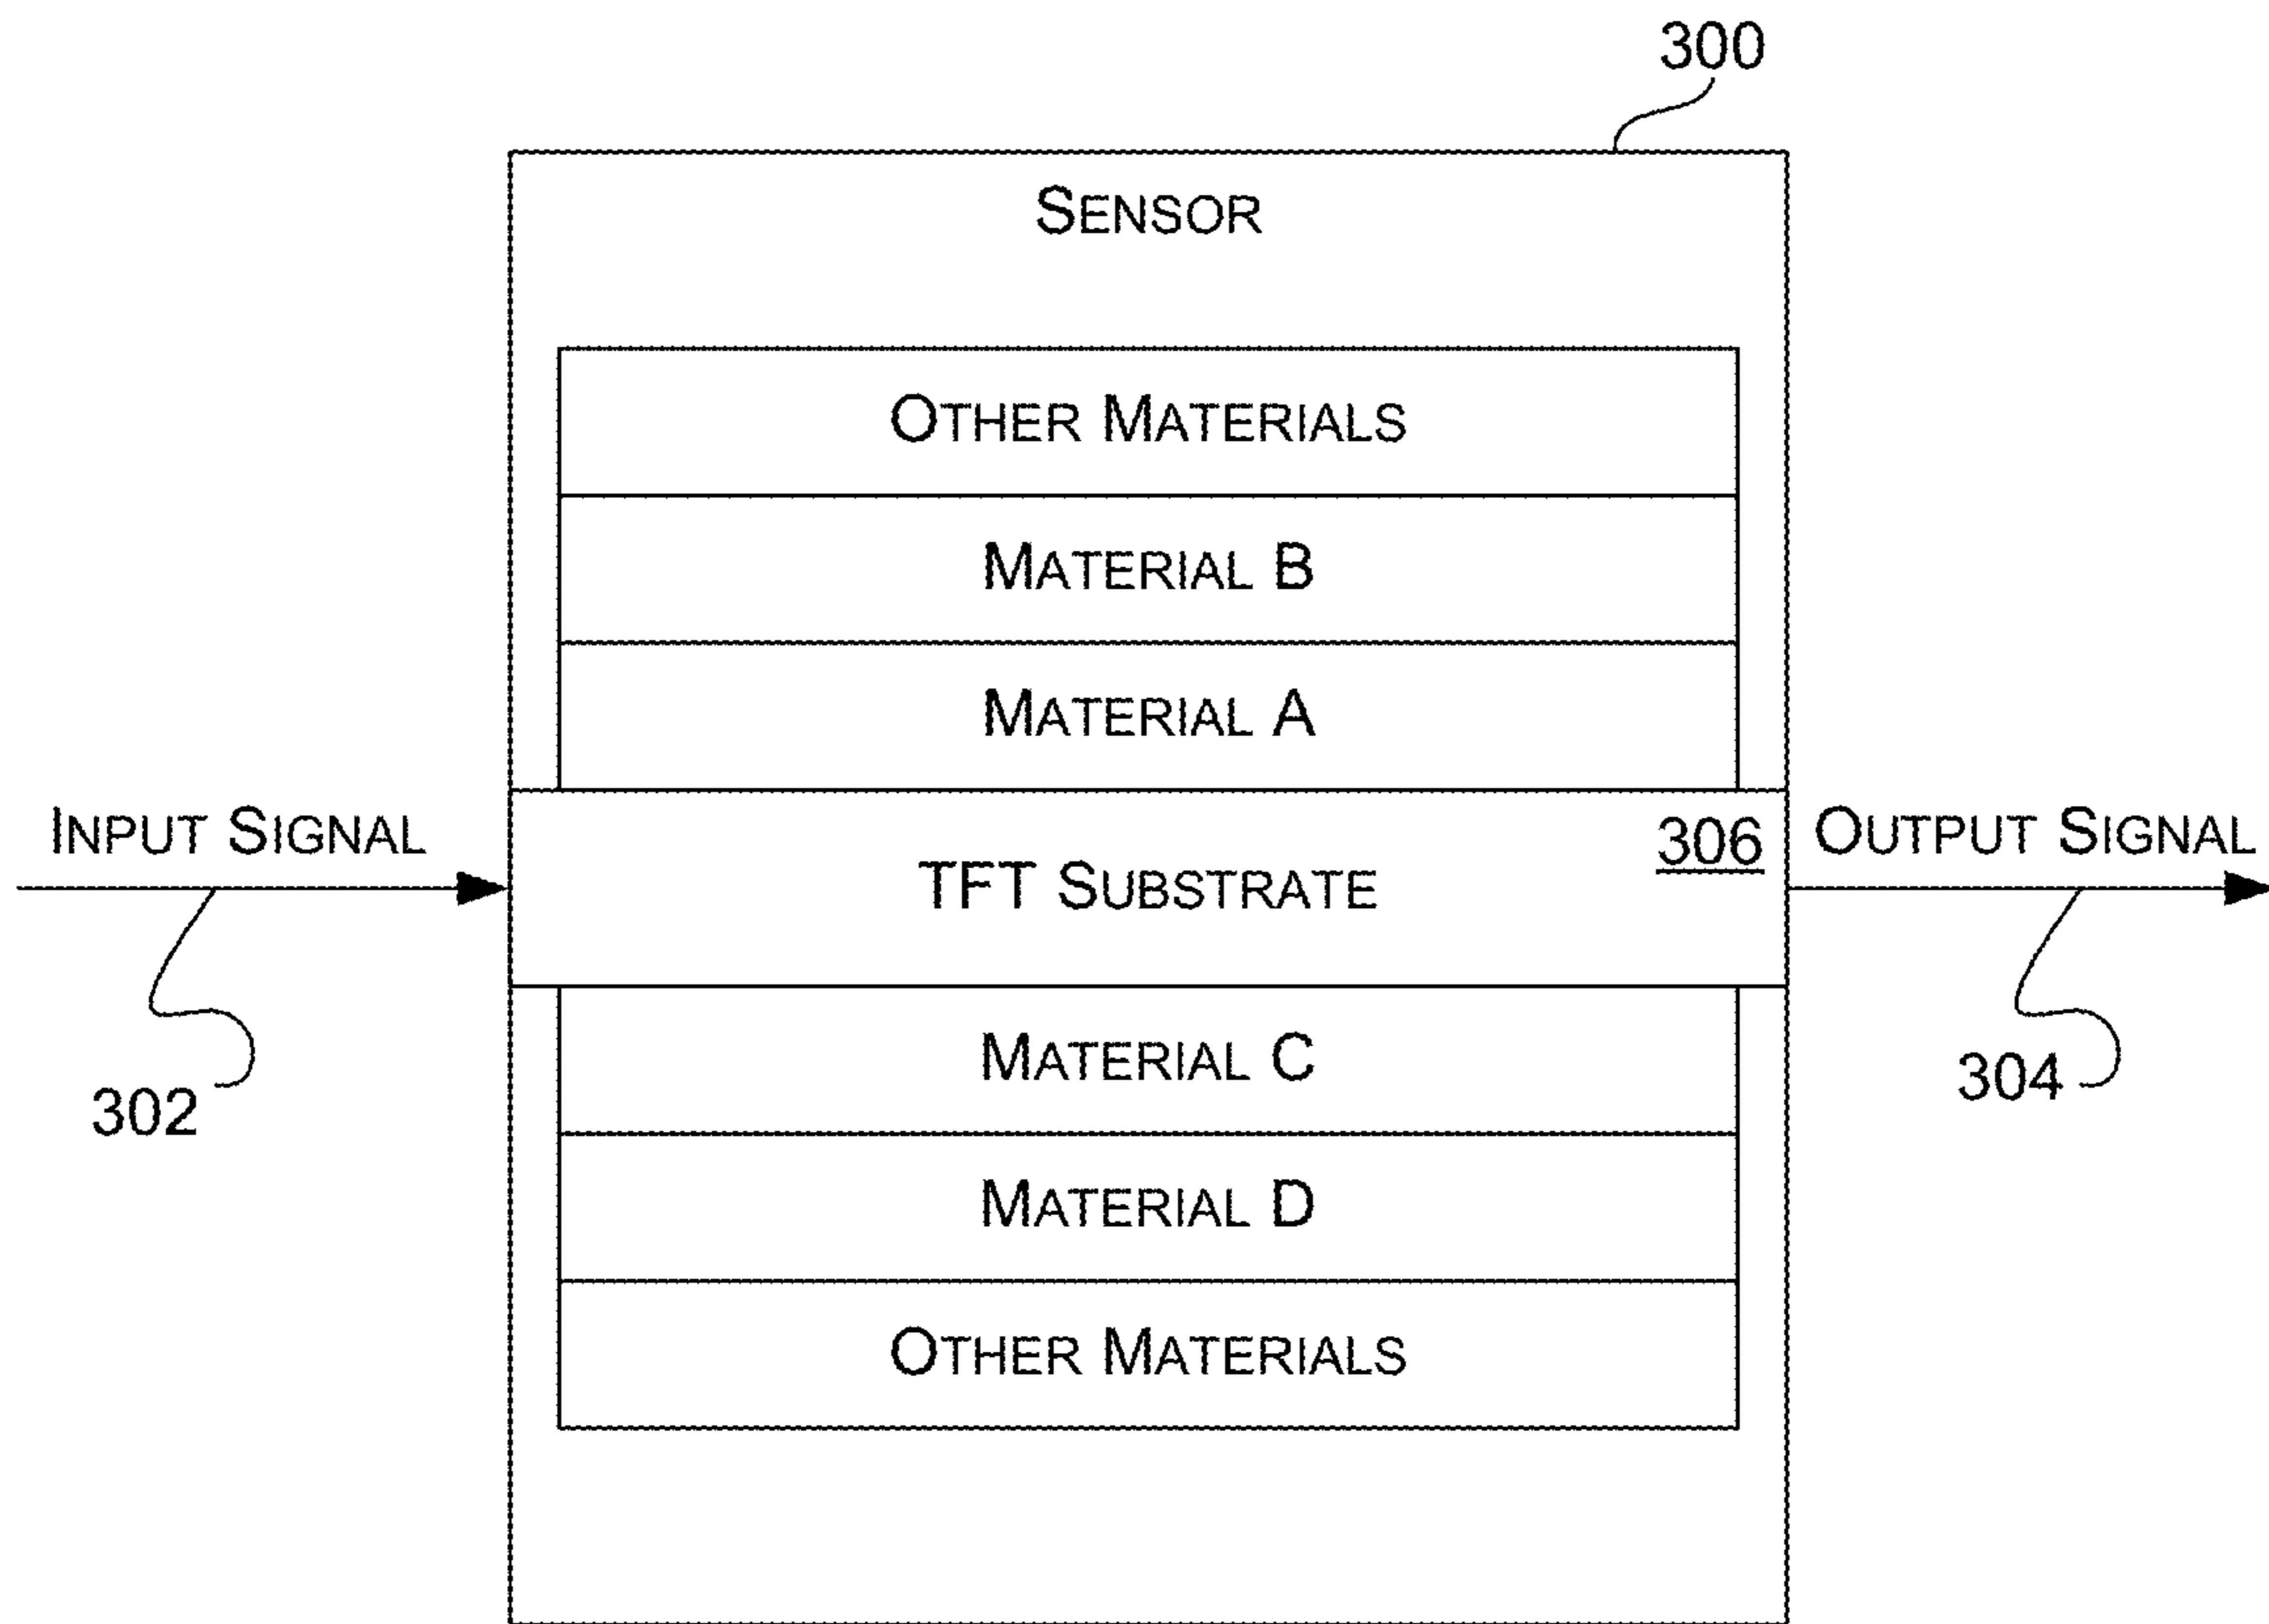 300
SENSOR
OTHER MATERIALS
MATERIAL B
MATERIAL A
INPUT SIGNAL
306
OUTPUT SIGNAL
TFT SUBSTRATE
MATERIAL C
302
304
MATERIAL D
OTHER MATERIALS